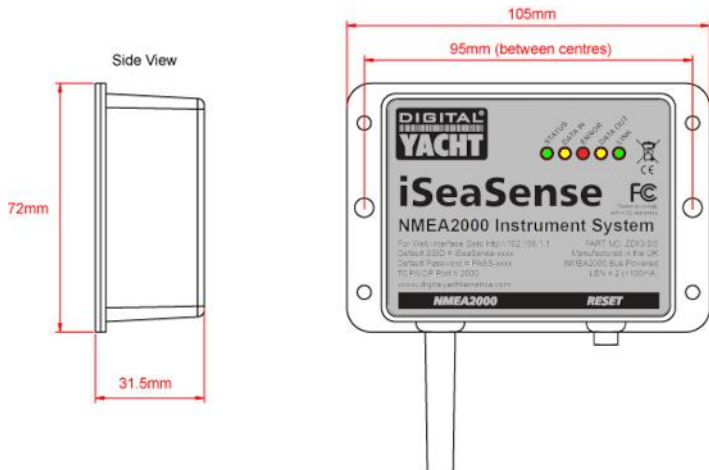 105mm
95mm (between centres)
Side View
72mm
31.5mm
DIGITAL
YACHT
STATUS
DATA IN
ERROR
DATA OUT
LINK
CE
iSeaSense
FC
NMEA2000 Instrument System
For Web Interface Goto http://192.168.1.1
Default SSID = iSeaSense-xxxx
Default Password = PASS-xxxx
TCP/UDP Port = 2000
www.digitalyachtamerica.com
PART NO.
Manufactured in the UK
NMEA2000 Bus Powered
LEN = 2 (<100mA)
NMEA2000
RESET